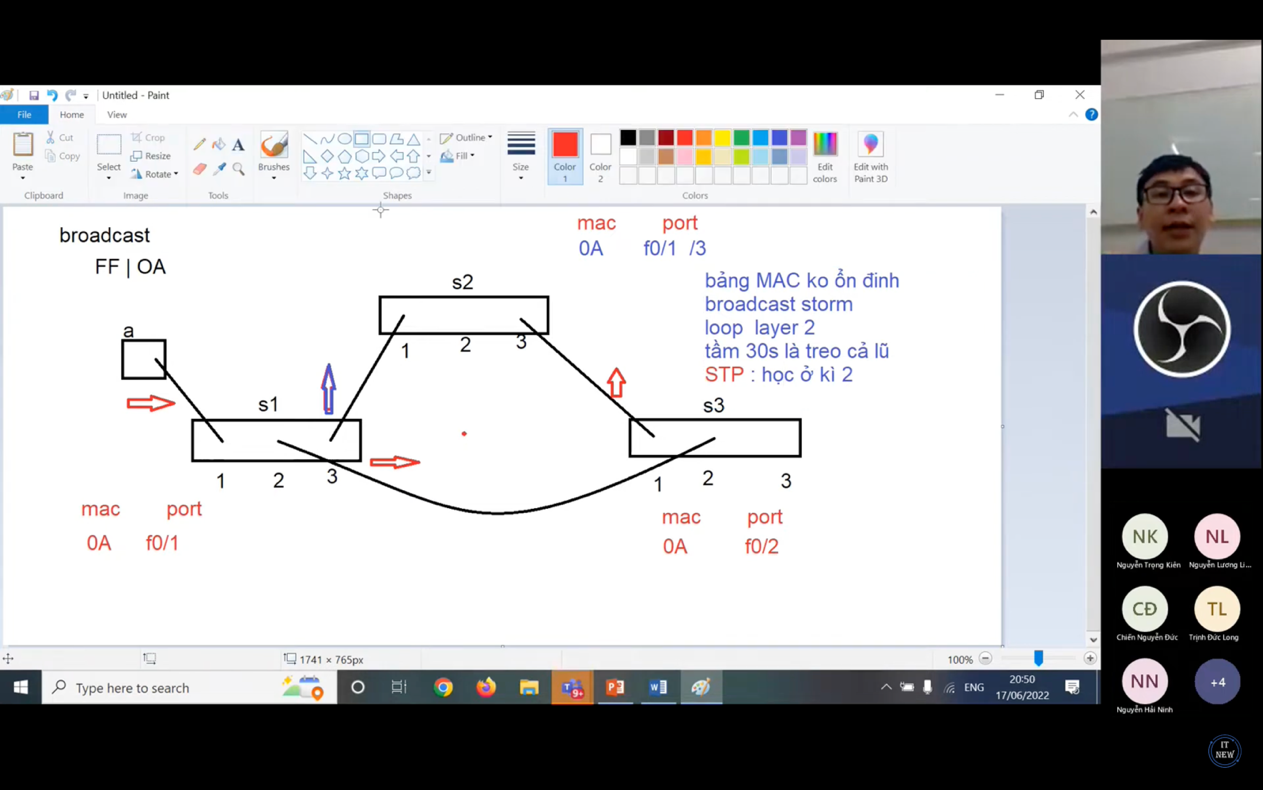 Untitled - Paint
File
Home
View
Paste
Cut
Copy
Clipboard
Select
Crop
Resize
Rotate
Image
Tools
Brushes
Shapes
Outline
Fill
Size
Color
1
Color
2
Colors
Edit
colors
Edit with
Paint 3D
broadcast
FF | OA
mac port
0A f0/1 /3
bảng MAC ko ổn đinh
broadcast storm
loop layer 2
tầm 30s là treo cả lũ
STP : học ở kì 2
s2
1 2 3
a
s1
1 2 3
s3
1 2 3
mac port
0A f0/1
mac port
0A f0/2
1741 × 765px
100%
Type here to search
9+
ENG
20:50
17/06/2022
NK
Nguyễn Trọng Kiên
NL
Nguyễn Lương Li...
CĐ
Chiến Nguyễn Đức
TL
Trịnh Đức Long
NN
Nguyễn Hải Ninh
+4
IT
NEW